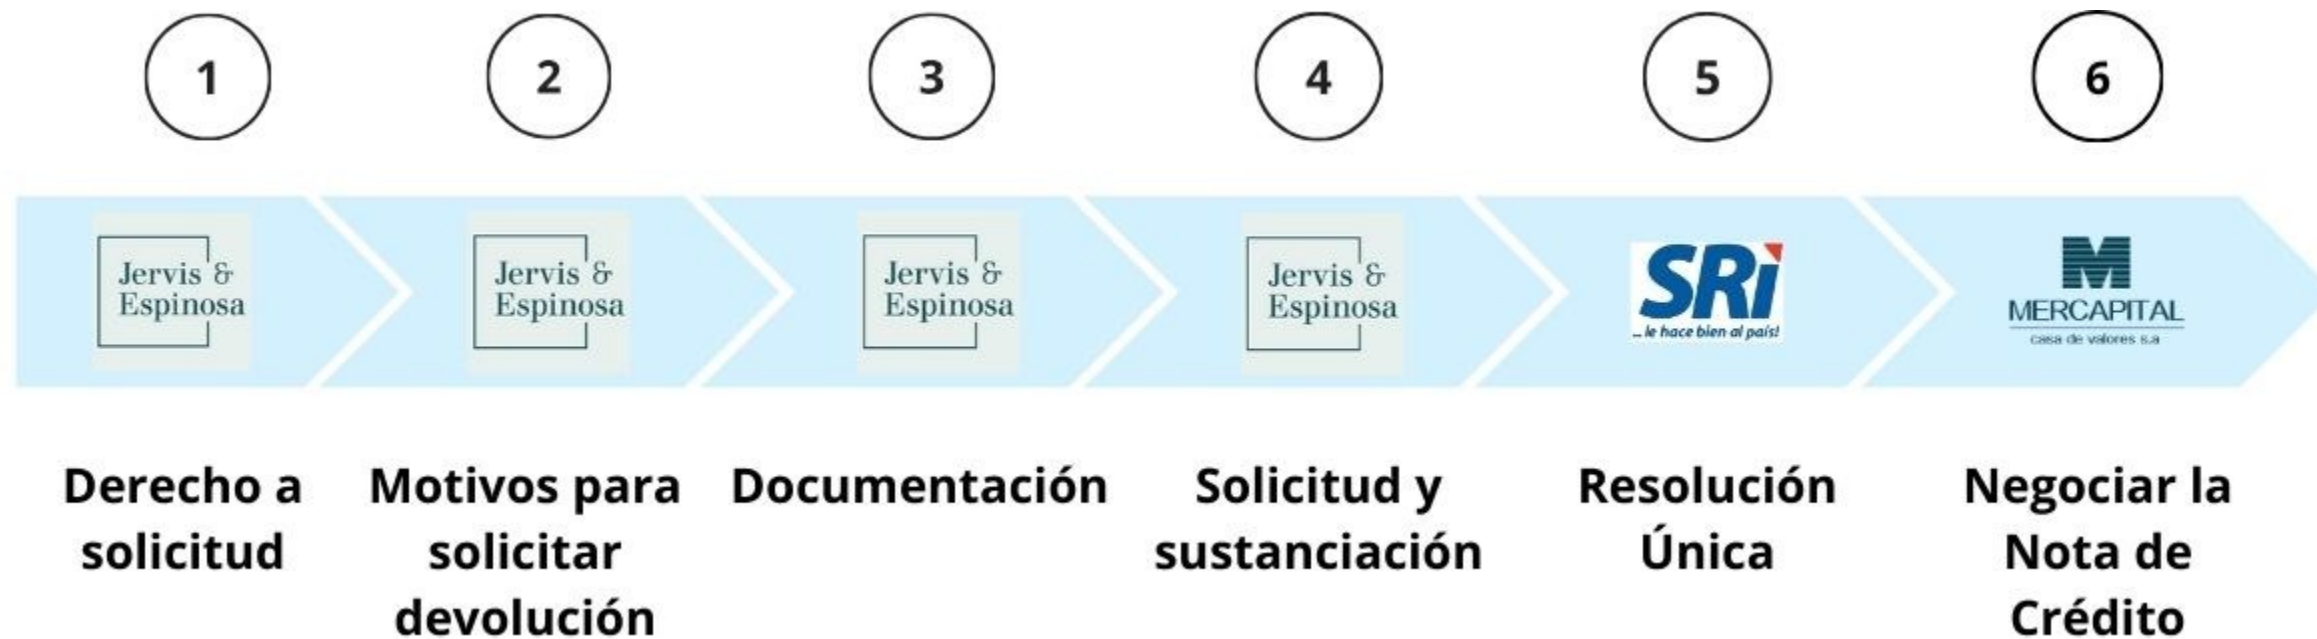 1
2
3
4
5
6
Jervis &
Espinosa
Jervis &
Espinosa
Jervis &
Espinosa
Jervis &
Espinosa
SRi
... le hace bien al país!
M
MERCAPITAL
casa de valores s.a
Derecho a
solicitud
Motivos para
solicitar
devolución
Documentación
Solicitud y
sustanciación
Resolución
Única
Negociar la
Nota de
Crédito